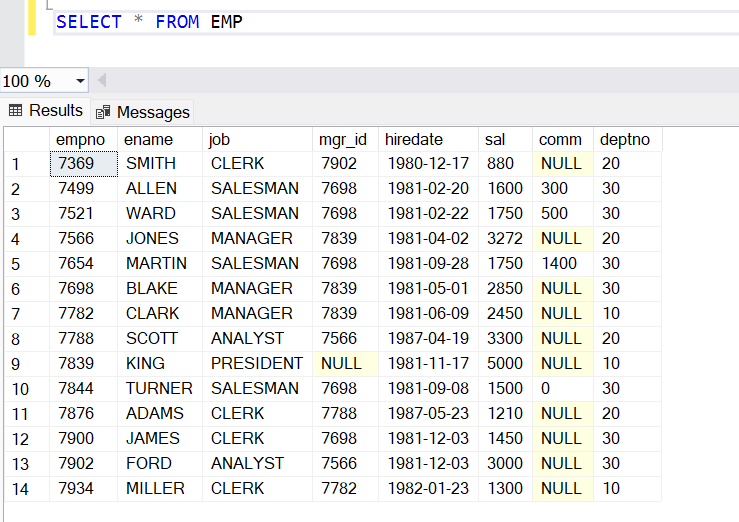 SELECT * FROM EMP
100 %
Results Messages
empno ename job mgr_id hiredate sal comm deptno
1 7369 SMITH CLERK 7902 1980-12-17 880 NULL 20
2 7499 ALLEN SALESMAN 7698 1981-02-20 1600 300 30
3 7521 WARD SALESMAN 7698 1981-02-22 1750 500 30
4 7566 JONES MANAGER 7839 1981-04-02 3272 NULL 20
5 7654 MARTIN SALESMAN 7698 1981-09-28 1750 1400 30
6 7698 BLAKE MANAGER 7839 1981-05-01 2850 NULL 30
7 7782 CLARK MANAGER 7839 1981-06-09 2450 NULL 10
8 7788 SCOTT ANALYST 7566 1987-04-19 3300 NULL 20
9 7839 KING PRESIDENT NULL 1981-11-17 5000 NULL 10
10 7844 TURNER SALESMAN 7698 1981-09-08 1500 0 30
11 7876 ADAMS CLERK 7788 1987-05-23 1210 NULL 20
12 7900 JAMES CLERK 7698 1981-12-03 1450 NULL 30
13 7902 FORD ANALYST 7566 1981-12-03 3000 NULL 30
14 7934 MILLER CLERK 7782 1982-01-23 1300 NULL 10